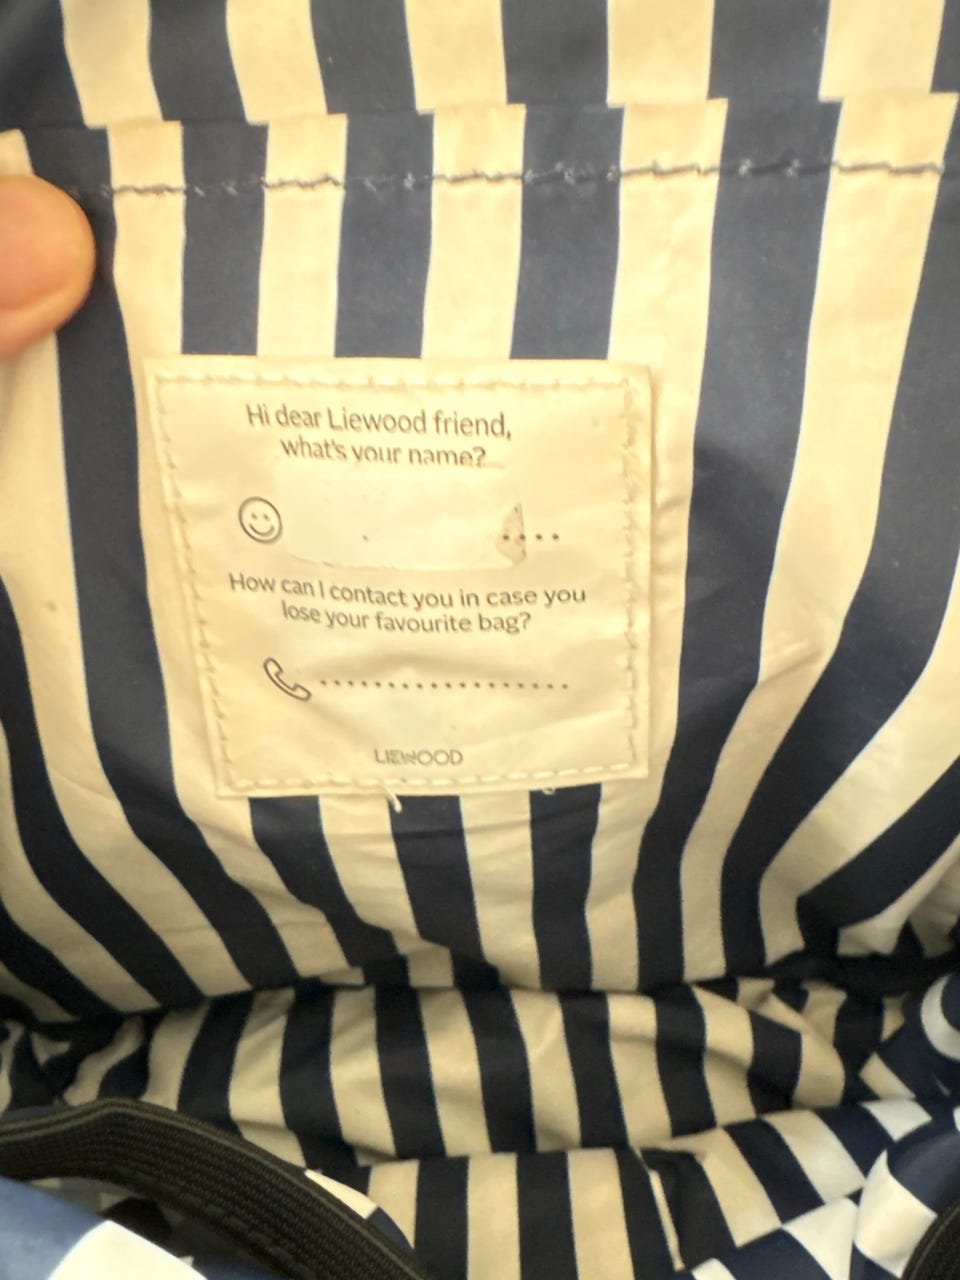 Hi dear Liewood friend,
what's your name?
How can I contact you in case you
lose your favourite bag?
LIEWOOD